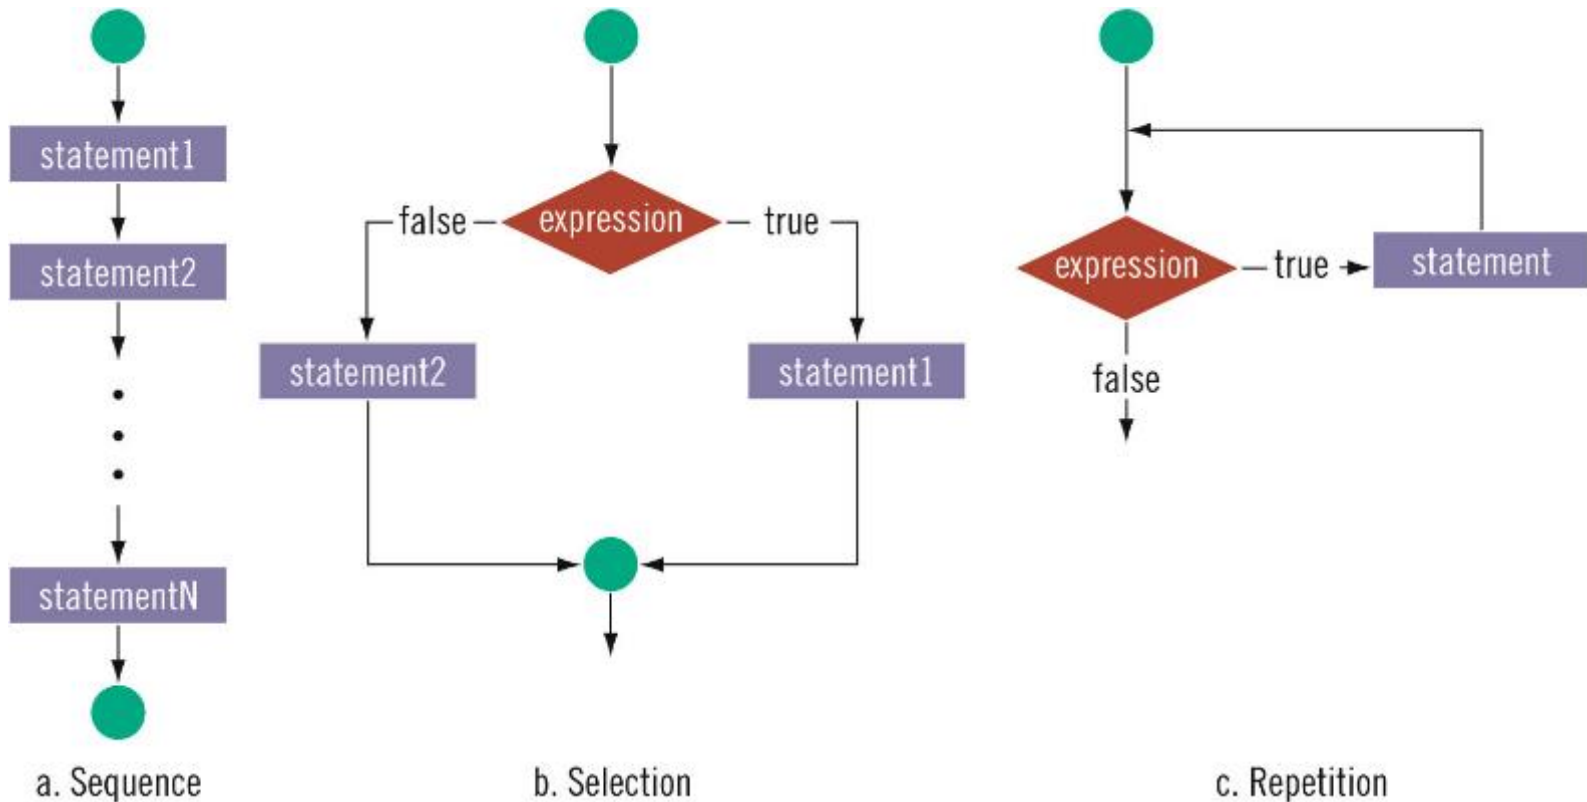 statement1
statement2
statementN
a. Sequence
expression
false
true
statement2
statement1
b. Selection
expression
true
statement
false
c. Repetition